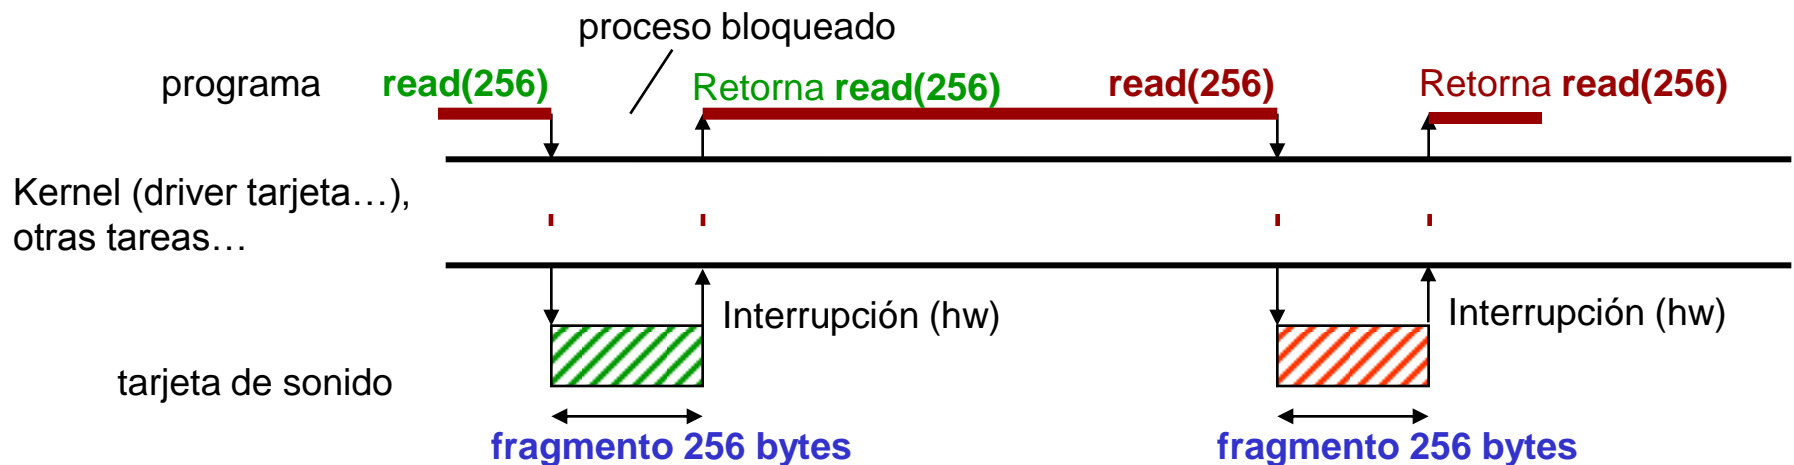 proceso bloqueado
programa read(256) Retorna read(256) read(256) Retorna read(256)
Kernel (driver tarjeta…),
otras tareas…
Interrupción (hw) Interrupción (hw)
tarjeta de sonido
fragmento 256 bytes fragmento 256 bytes